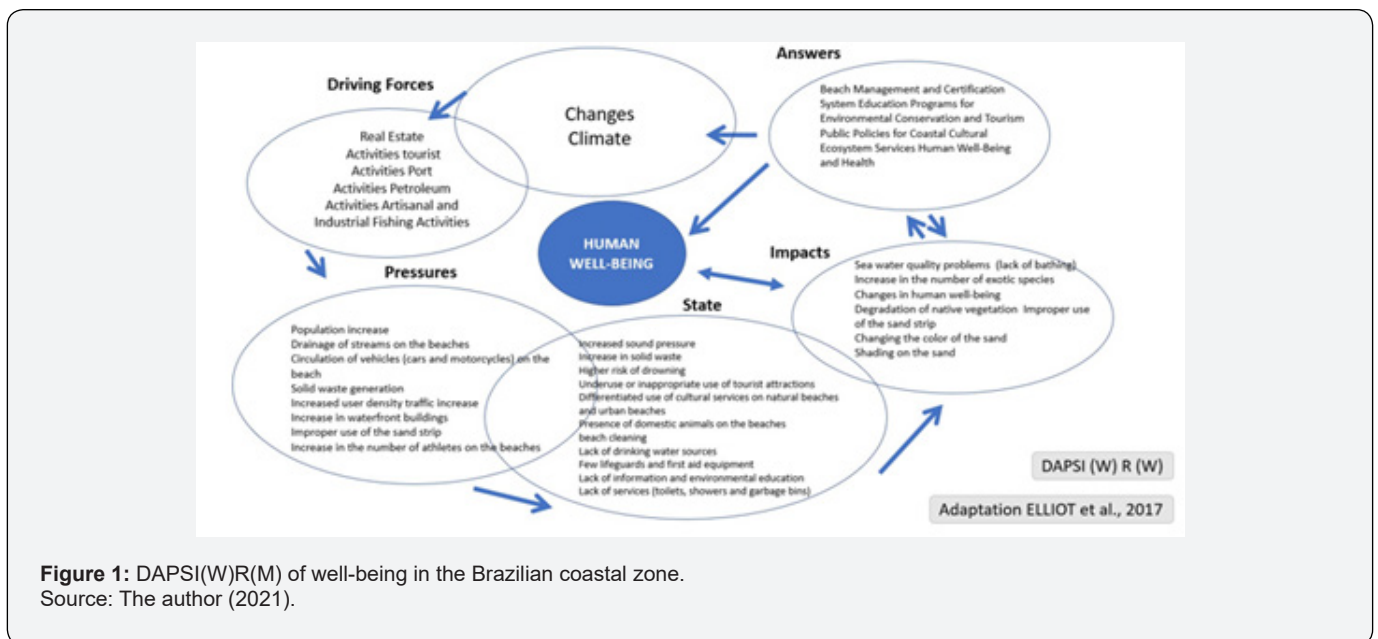 Driving Forces
Real Estate
Activities tourist
Activities Port
Activities Petroleum
Activities Artisanal and
Industrial Fishing Activities
Changes
Climate
Answers
Beach Management and Certification
System Education Programs for
Environmental Conservation and Tourism
Public Policies for Coastal Cultural
Ecosystem Services Human Well-Being
and Health
HUMAN
WELL-BEING
Impacts
Sea water quality problems (lack of bathing)
Increase in the number of exotic species
Changes in human well-being
Degradation of native vegetation Improper use
of the sand strip
Changing the color of the sand
Shading on the sand
Pressures
Population increase
Drainage of streams on the beaches
Circulation of vehicles (cars and motorcycles) on the
beach
Solid waste generation
Increased user density traffic increase
Increase in waterfront buildings
Improper use of the sand strip
Increase in the number of athletes on the beaches
State
Increased sound pressure
Increase in solid waste
Higher risk of drowning
Underuse or inappropriate use of tourist attractions
Differentiated use of cultural services on natural beaches
and urban beaches
Presence of domestic animals on the beaches
beach cleaning
Lack of drinking water sources
Few lifeguards and first aid equipment
Lack of information and environmental education
Lack of services (toilets, showers and garbage bins)
DAPSI (W) R (W)
Adaptation ELLIOT et al., 2017
Figure 1: DAPSI(W)R(M) of well-being in the Brazilian coastal zone.
Source: The author (2021).